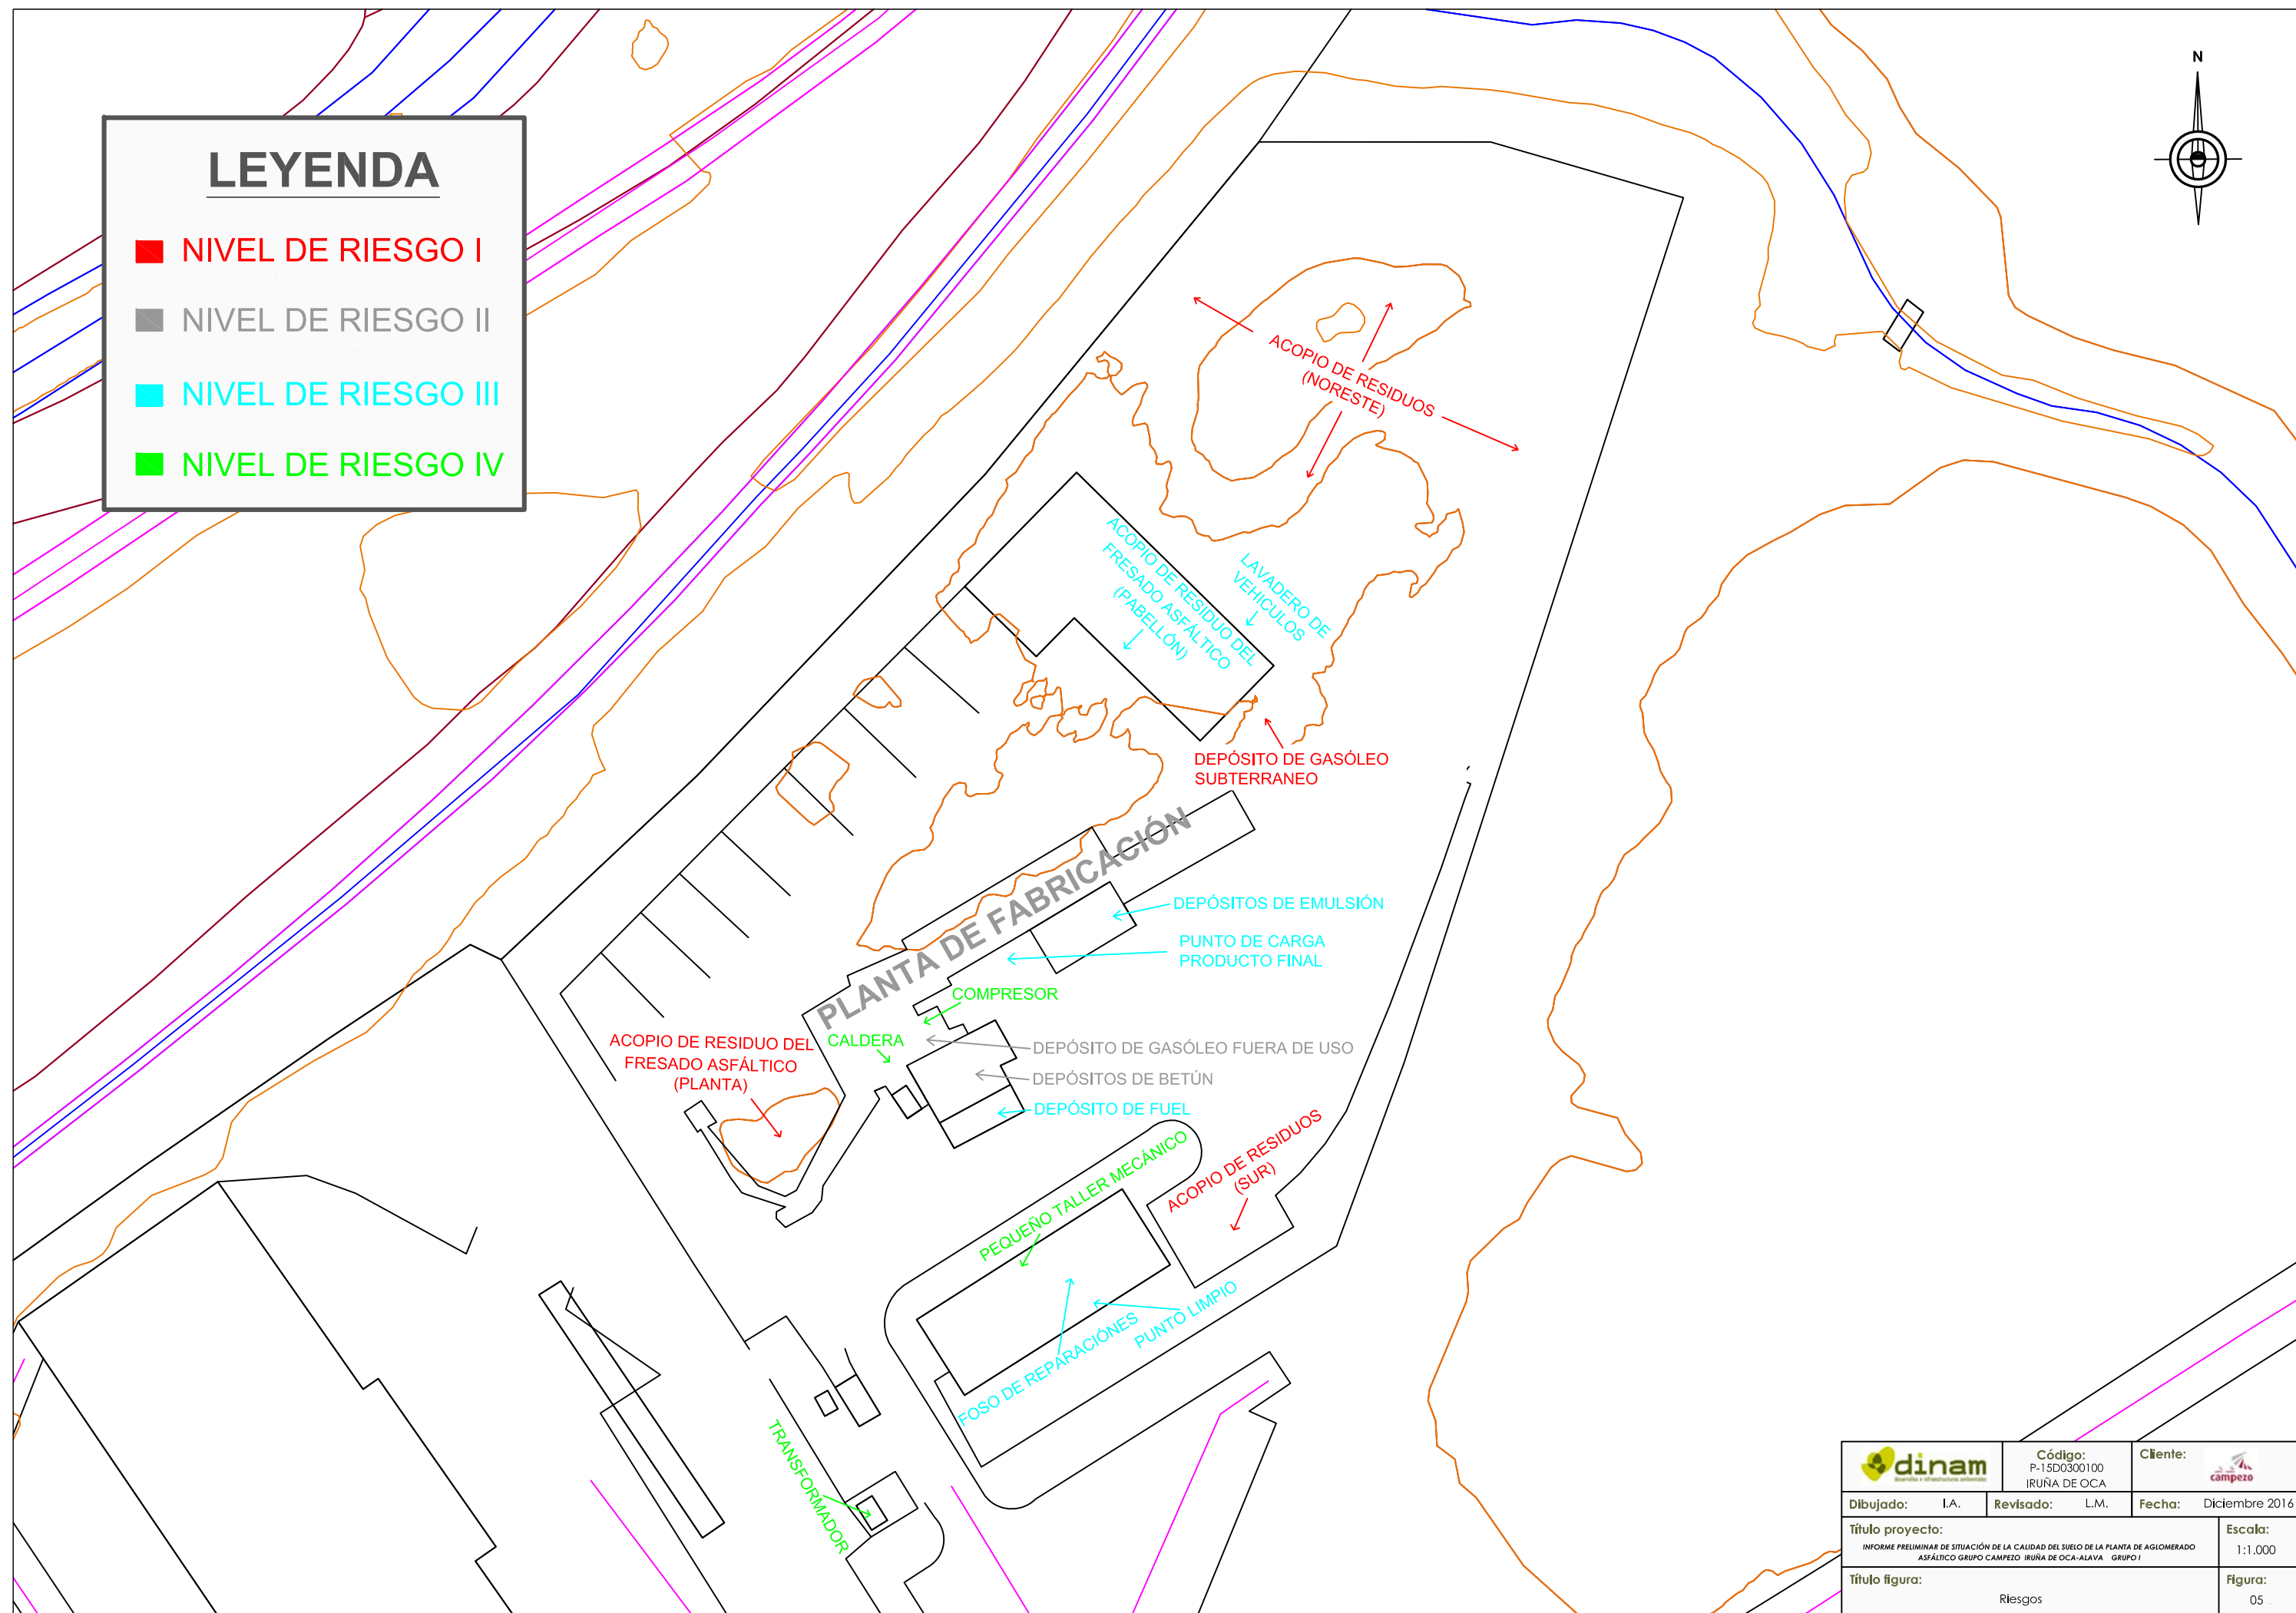 N
LEYENDA
NIVEL DE RIESGO I
NIVEL DE RIESGO II
NIVEL DE RIESGO III
NIVEL DE RIESGO IV
ACOPIO DE RESIDUOS
(NORESTE)
ACOPIO DE RESIDUO DEL
FRESADO ASFÁLTICO
(PABELLÓN)
LAVADERO DE
VEHICULOS
DEPÓSITO DE GASÓLEO
SUBTERRANEO
PLANTA DE FABRICACIÓN
DEPÓSITOS DE EMULSIÓN
PUNTO DE CARGA
PRODUCTO FINAL
COMPRESOR
CALDERA
ACOPIO DE RESIDUO DEL
FRESADO ASFÁLTICO
(PLANTA)
DEPÓSITO DE GASÓLEO FUERA DE USO
DEPÓSITOS DE BETÚN
DEPÓSITO DE FUEL
PEQUEÑO TALLER MECÁNICO
ACOPIO DE RESIDUOS
(SUR)
FOSO DE REPARACIÓNES
PUNTO LIMPIO
TRANSFORMADOR
dinam
Código:
P-15D0300100
IRUÑA DE OCA
Cliente:
campezo
Dibujado: I.A.
Revisado: L.M.
Fecha: Diciembre 2016
Título proyecto:
INFORME PRELIMINAR DE SITUACIÓN DE LA CALIDAD DEL SUELO DE LA PLANTA DE AGLOMERADO
ASFÁLTICO GRUPO CAMPEZO IRUÑA DE OCA-ALAVA GRUPO I
Escala:
1:1.000
Título figura:
Riesgos
Figura:
05